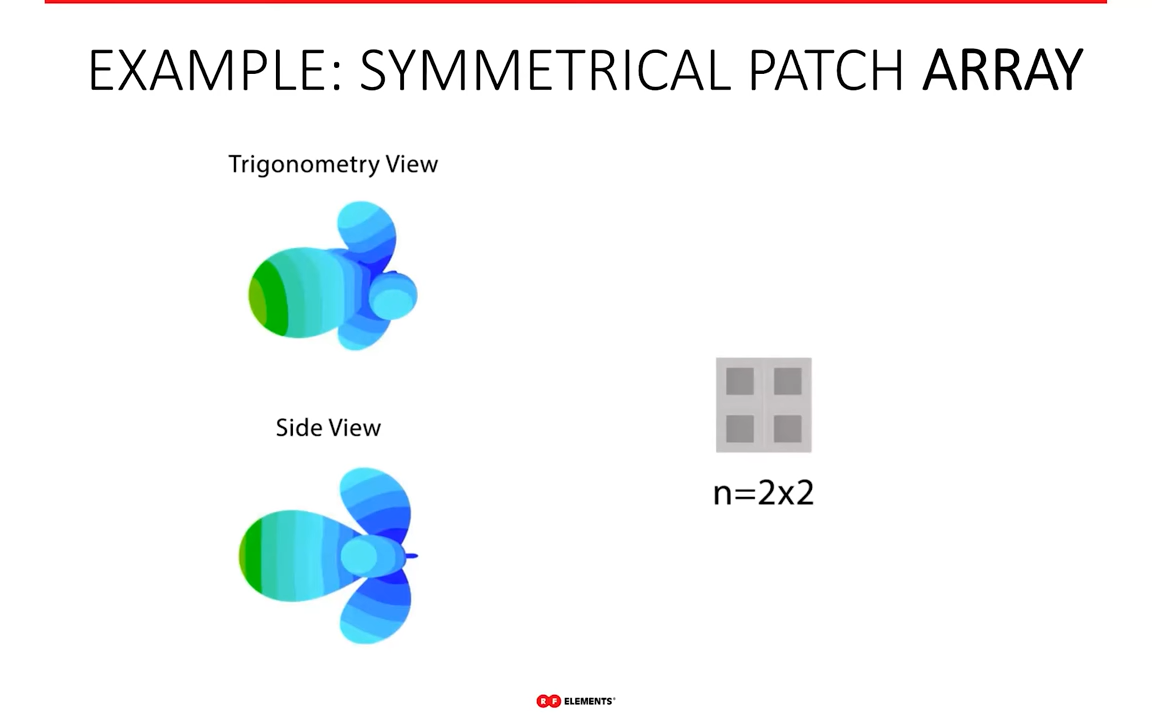 EXAMPLE: SYMMETRICAL PATCH ARRAY
Trigonometry View
Side View
n=2x2
RF ELEMENTS